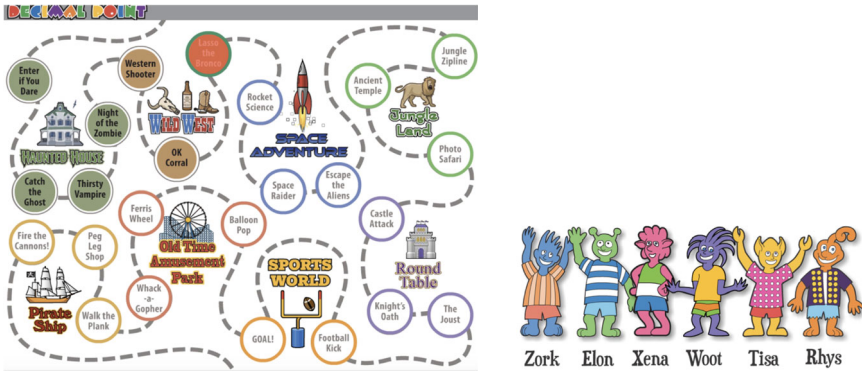 DECIMAL POINT
Enter
if You
Dare
Night
of the
Zombie
HAUNTED HOUSE
Catch
the
Ghost
Thirsty
Vampire
Western
Shooter
Lasso
the
Bronco
WILD WEST
OK
Corral
Rocket
Science
SPACE
ADVENTURE
Space
Raider
Escape
the
Aliens
Jungle
Zipline
Ancient
Temple
Jungle
Land
Photo
Safari
Fire the
Cannons!
Peg
Leg
Shop
Pirate
Ship
Walk the
Plank
Ferris
Wheel
Balloon
Pop
Old Time
Amusement
Park
Whack
-a-
Gopher
SPORTS
WORLD
GOAL!
Football
Kick
Castle
Attack
Round
Table
Knight's
Oath
The
Joust
Zork Elon Xena Woot Tisa Rhys